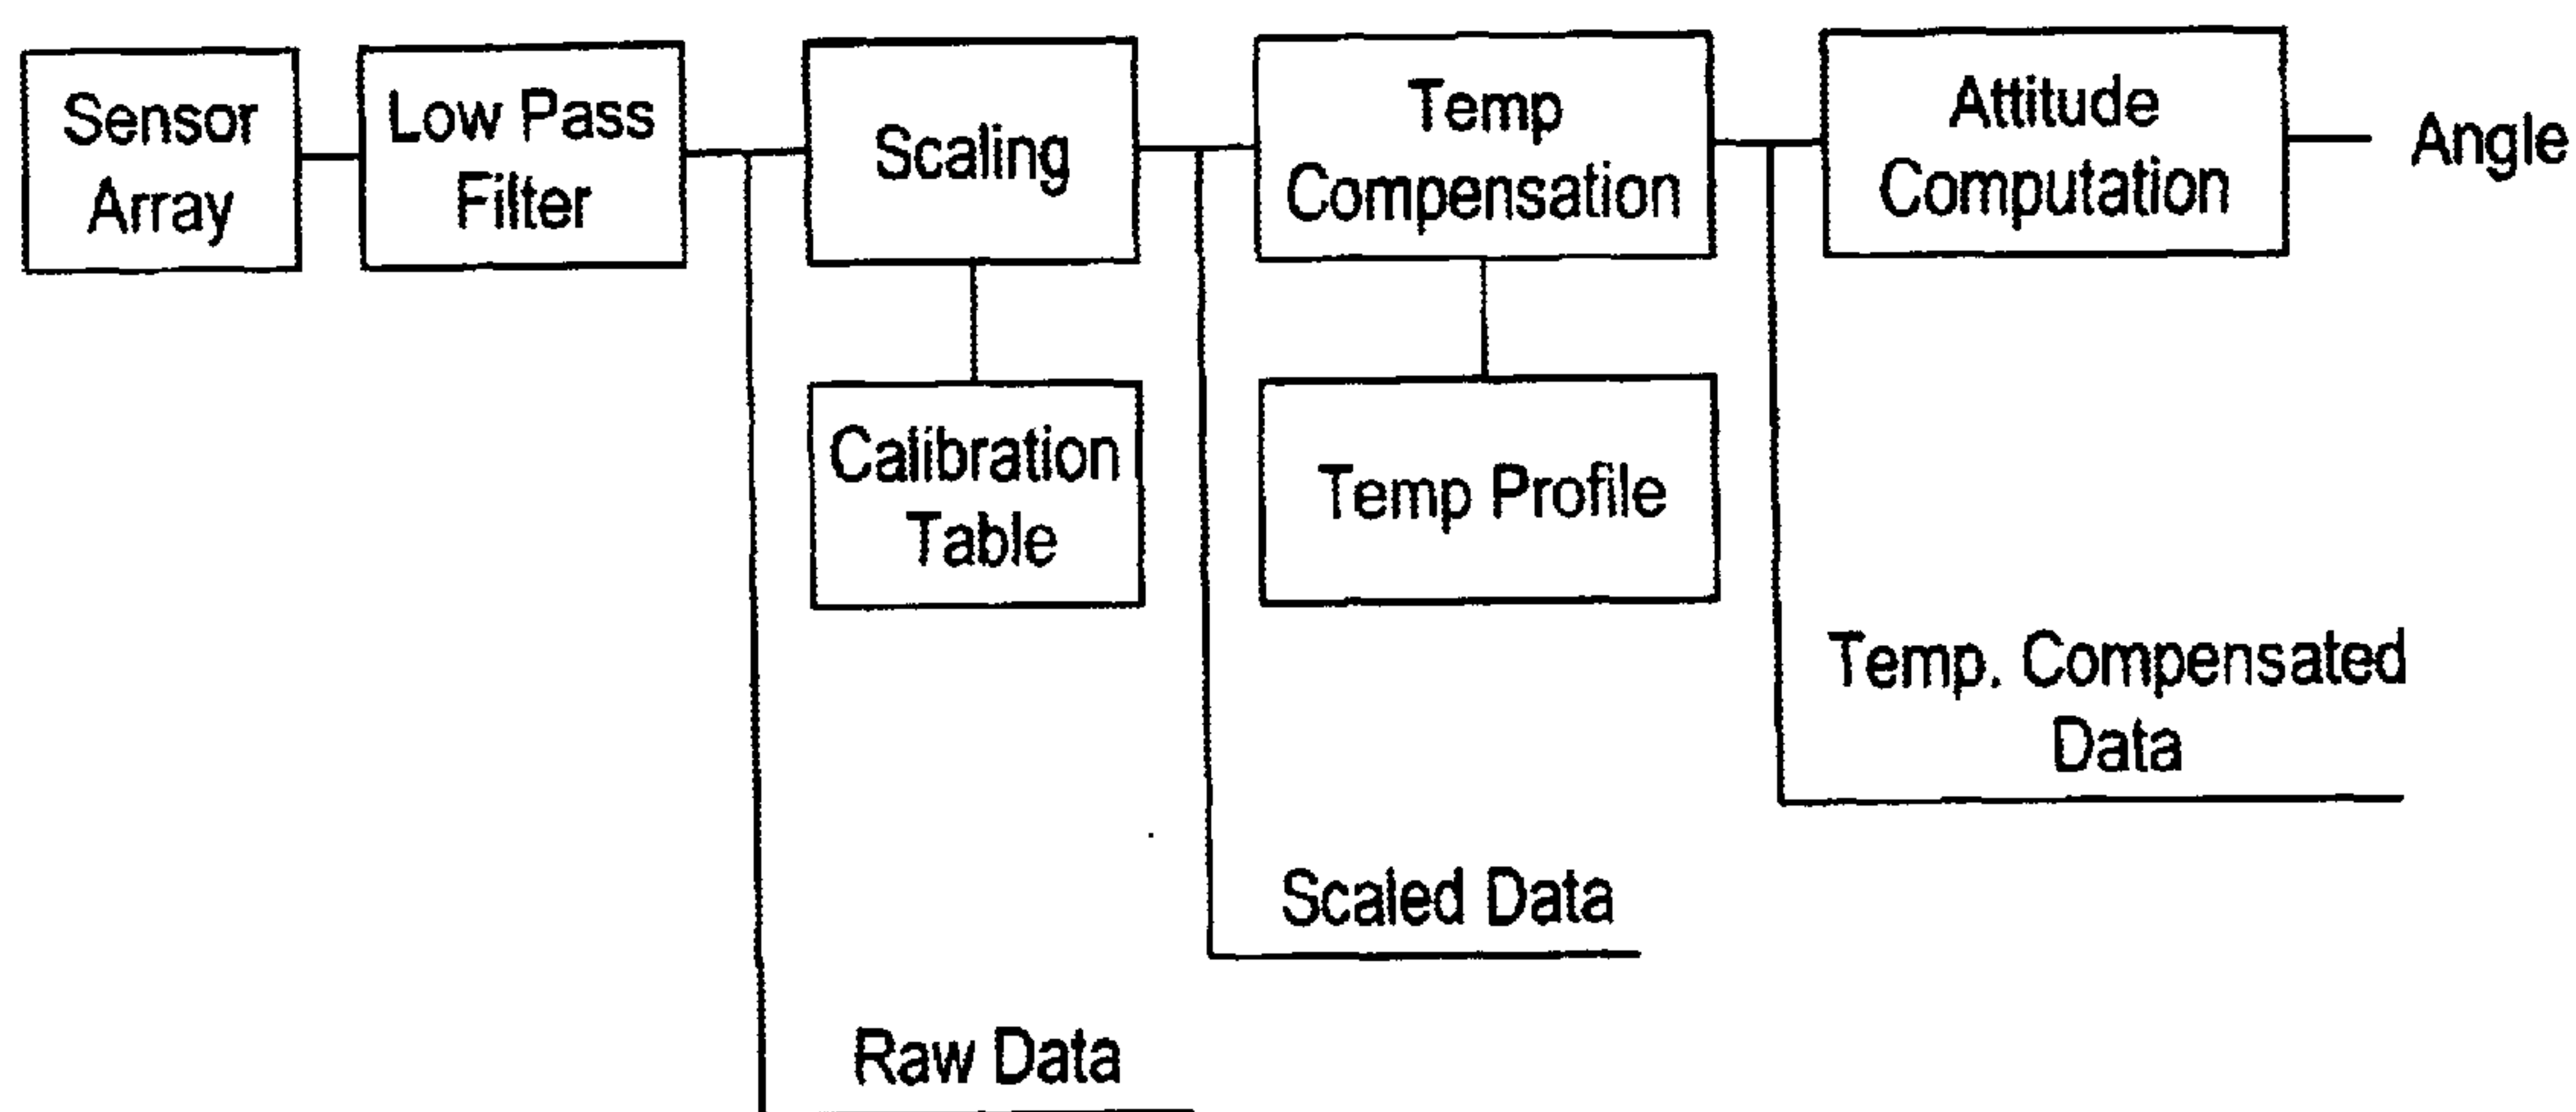 Sensor
Array
Low Pass
Filter
Scaling
Temp
Compensation
Attitude
Computation
Angle
Calibration
Table
Temp Profile
Temp. Compensated
Data
Scaled Data
Raw Data